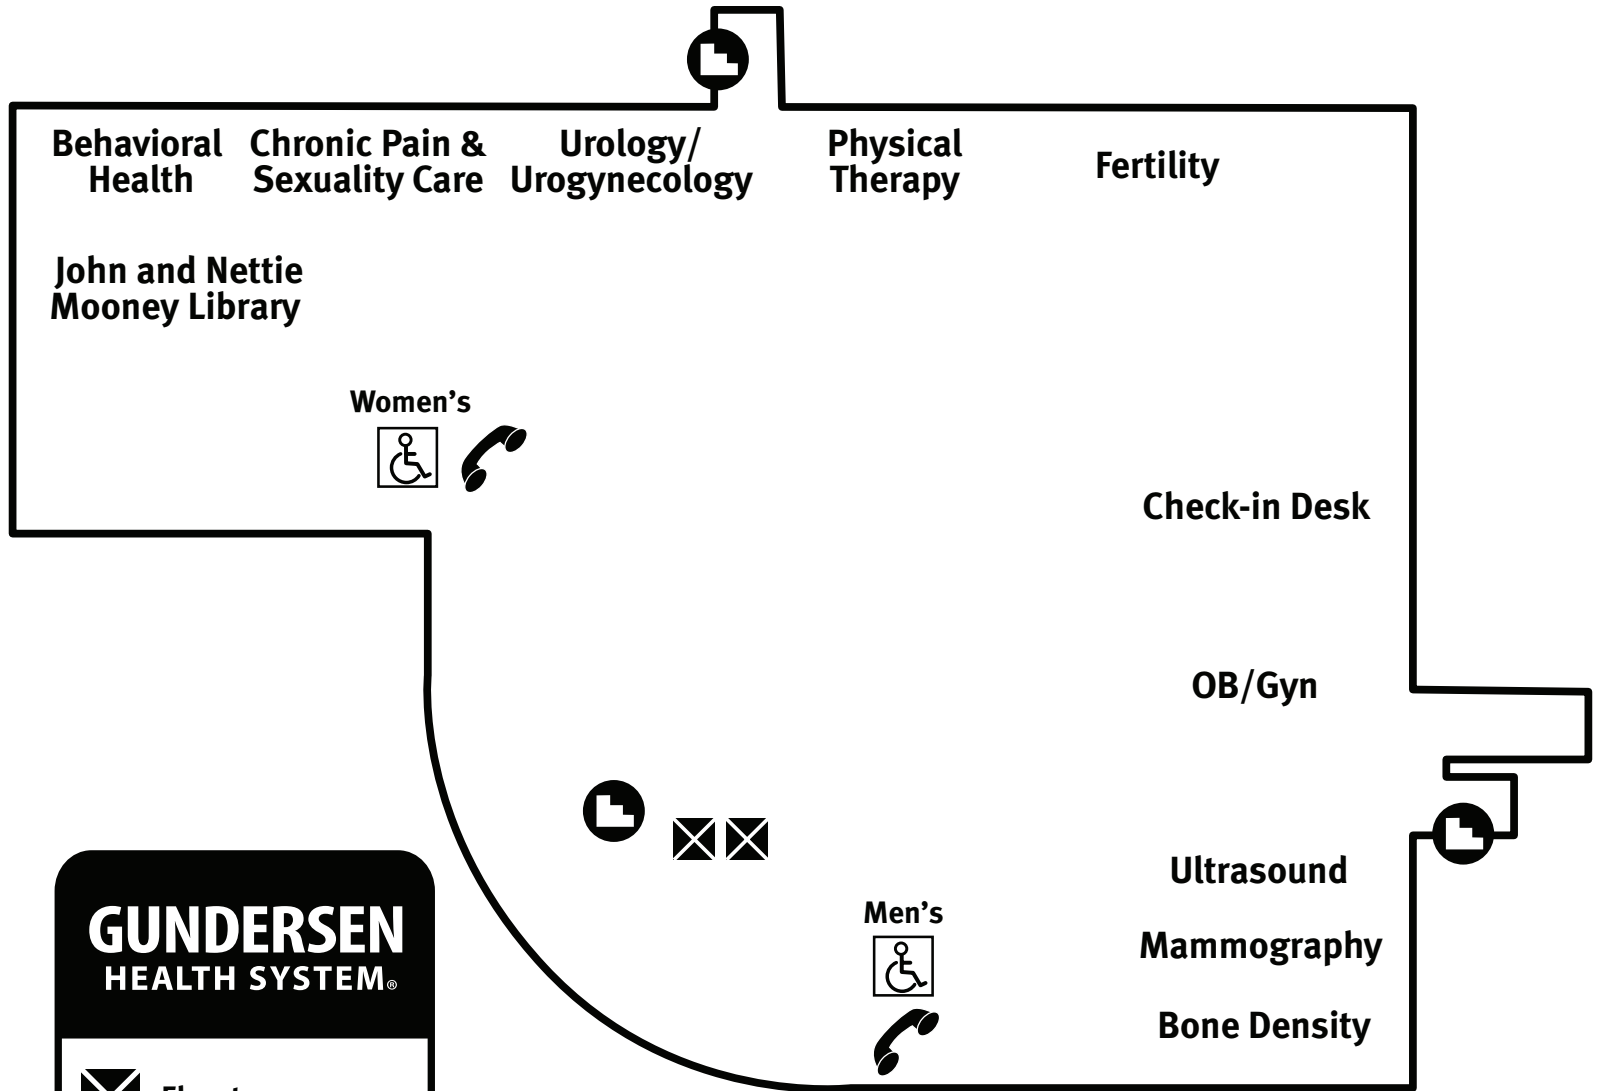 Behavioral
Health
Chronic Pain &
Sexuality Care
Urology/
Urogynecology
Physical
Therapy
Fertility
John and Nettie
Mooney Library
Women’s
Check-in Desk
OB/Gyn
Ultrasound
Men’s
Mammography
Bone Density
GUNDERSEN
HEALTH SYSTEM®